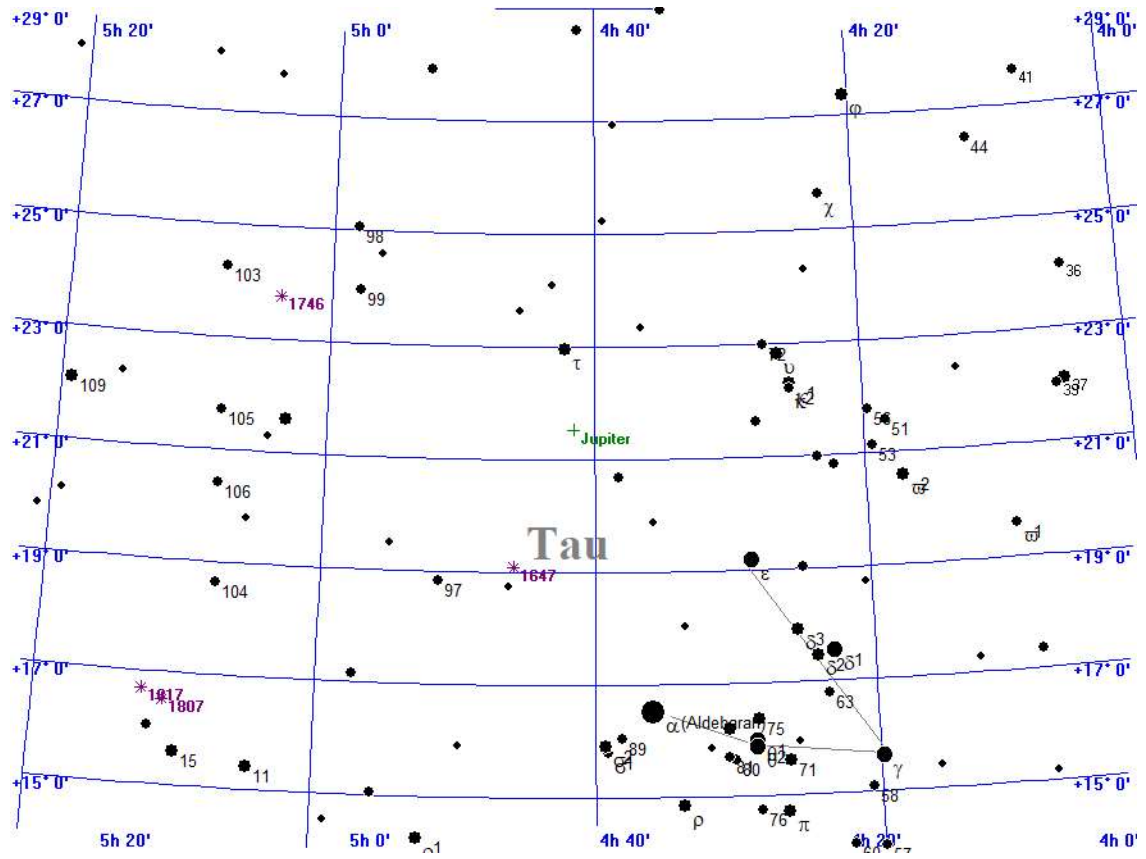 +29° 0'
5h 20'
5h 0'
4h 40'
4h 20'
+29° 0'
4h 0'
41
+27° 0'
φ
+27° 0'
44
+25° 0'
χ
+25° 0'
98
103
36
1746
99
+23° 0'
+23° 0'
τ
υ
109
37
105
51
Jupiter
53
+21° 0'
+21° 0'
106
ϖ2
Tau
ϖ1
+19° 0'
+19° 0'
1647
ε
104
97
δ3
δ2
δ1
+17° 0'
+17° 0'
1807
63
α (Aldebaran)
75
89
15
11
71
γ
+15° 0'
58
+15° 0'
ρ
76
π
5h 20'
5h 0'
4h 40'
4h 20'
4h 0'